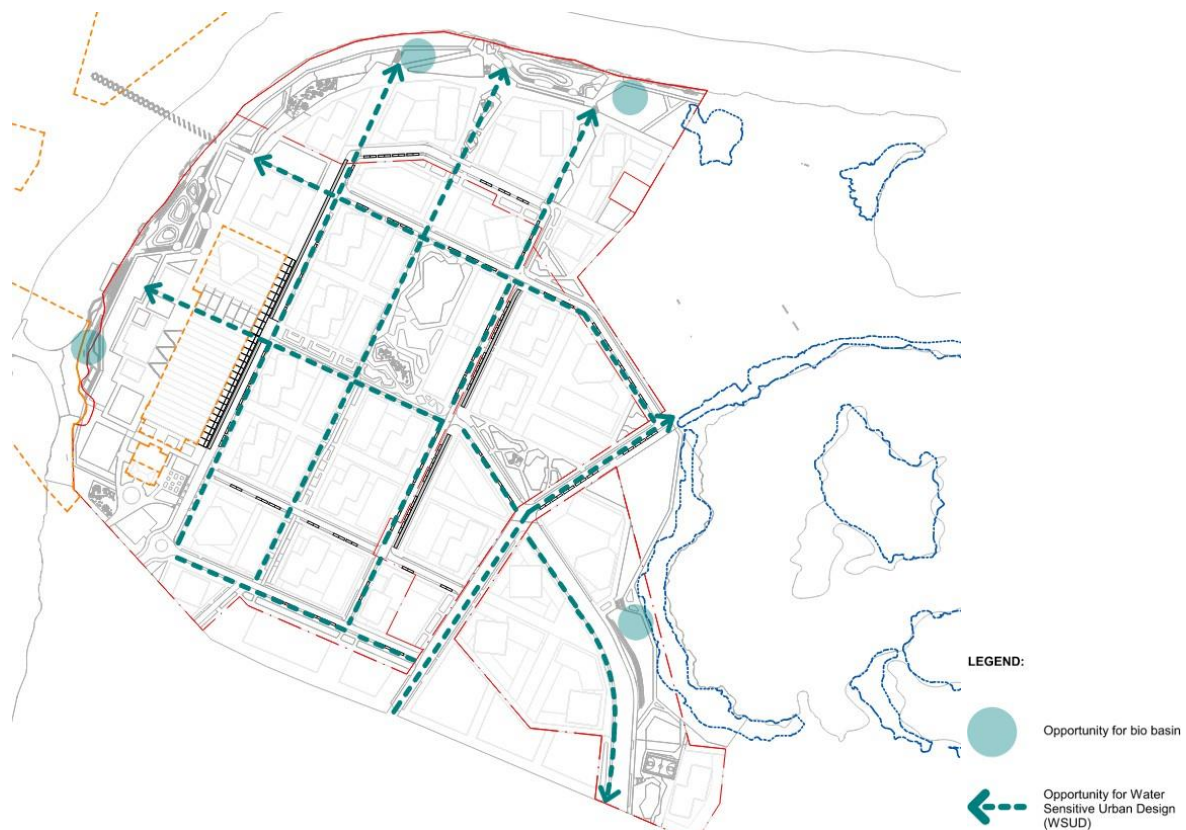 LEGEND:
Opportunity for bio basin
Opportunity for Water
Sensitive Urban Design
(WSUD)